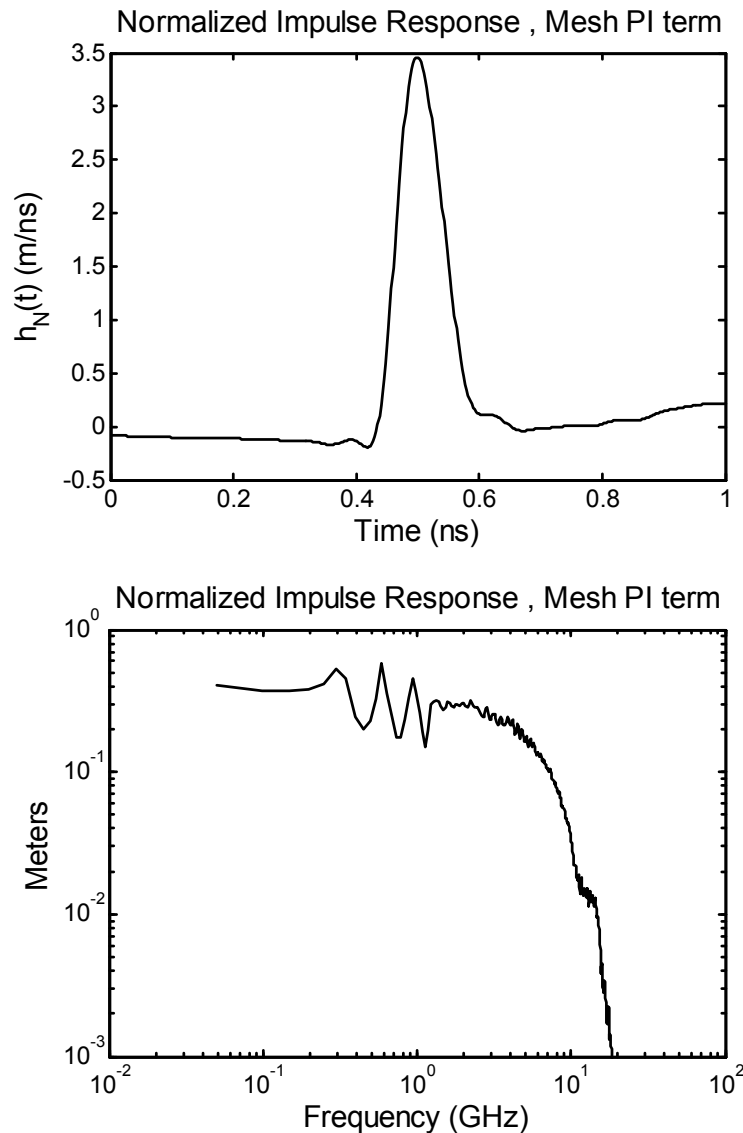 Normalized Impulse Response , Mesh PI term
3.5
3
2.5
2
1.5
1
0.5
0
-0.5
0 0.2 0.4 0.6 0.8 1
h_N(t) (m/ns)
Time (ns)
Normalized Impulse Response , Mesh PI term
10^0
10^-1
10^-2
10^-3
10^-2 10^-1 10^0 10^1 10^2
Meters
Frequency (GHz)